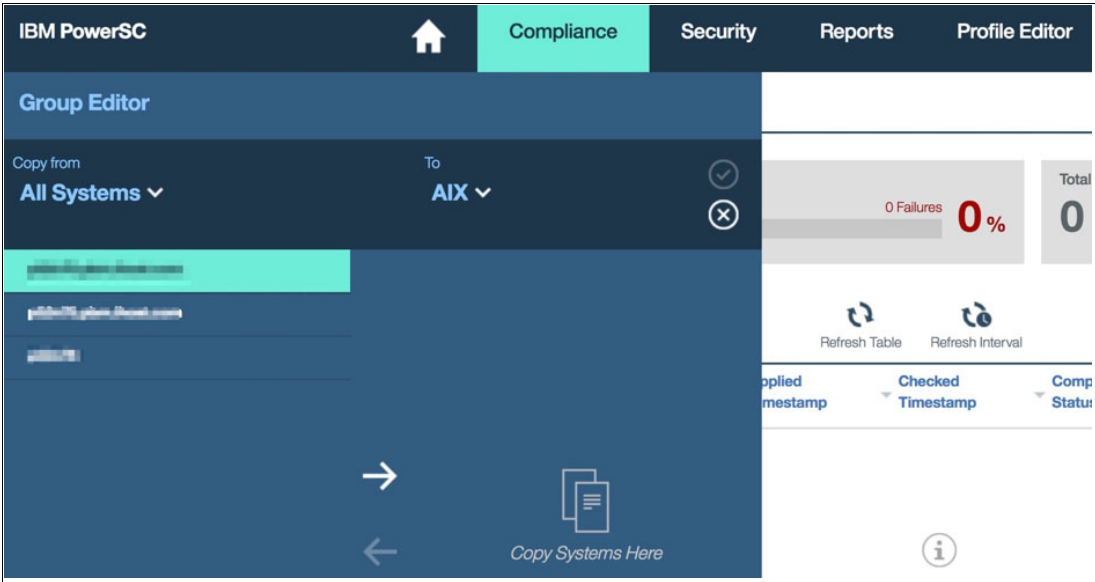 IBM PowerSC
Compliance
Security
Reports
Profile Editor
Group Editor
Copy from
All Systems
To
AIX
0 Failures
0 %
Total
0
Refresh Table
Refresh Interval
pplied
mestamp
Checked
Timestamp
Comp
Statu
Copy Systems Here